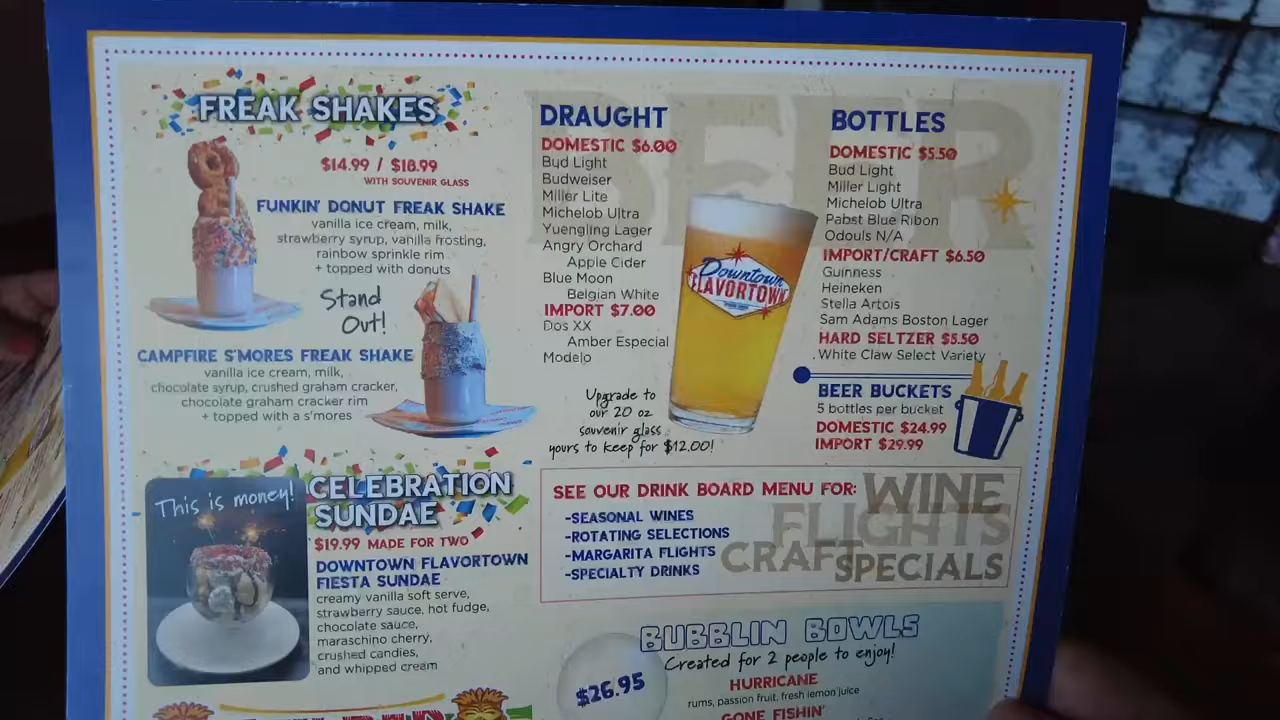 FREAK SHAKES
$14.99 / $18.99
WITH SOUVENIR GLASS
FUNKIN' DONUT FREAK SHAKE
vanilla ice cream, milk,
strawberry syrup, vanilla frosting,
rainbow sprinkle rim
+ topped with donuts
Stand
Out!
CAMPFIRE S'MORES FREAK SHAKE
vanilla ice cream, milk,
chocolate syrup, crushed graham cracker,
chocolate graham cracker rim
+ topped with a s'mores
This is money!
CELEBRATION
SUNDAE
$19.99 MADE FOR TWO
DOWNTOWN FLAVORTOWN
FIESTA SUNDAE
creamy vanilla soft serve,
strawberry sauce, hot fudge,
chocolate sauce,
maraschino cherry,
crushed candies,
and whipped cream
BEER
DRAUGHT
DOMESTIC $6.00
Bud Light
Budweiser
Miller Lite
Michelob Ultra
Yuengling Lager
Angry Orchard
Apple Cider
Blue Moon
Belgian White
IMPORT $7.00
Dos XX
Amber Especial
Modelo
Upgrade to
our 20 oz
souvenir glass
yours to keep for $12.00!
Downtown
FLAVORTOWN
BOTTLES
DOMESTIC $5.50
Bud Light
Miller Light
Michelob Ultra
Pabst Blue Ribon
Odouls N/A
IMPORT/CRAFT $6.50
Guinness
Heineken
Stella Artois
Sam Adams Boston Lager
HARD SELTZER $5.50
White Claw Select Variety
BEER BUCKETS
5 bottles per bucket
DOMESTIC $24.99
IMPORT $29.99
SEE OUR DRINK BOARD MENU FOR:
-SEASONAL WINES
-ROTATING SELECTIONS
-MARGARITA FLIGHTS
-SPECIALTY DRINKS
WINE
FLIGHTS
CRAFT
SPECIALS
BUBBLIN BOWLS
Created for 2 people to enjoy!
$26.95
HURRICANE
rums, passion fruit, fresh lemon juice
GONE FISHIN'